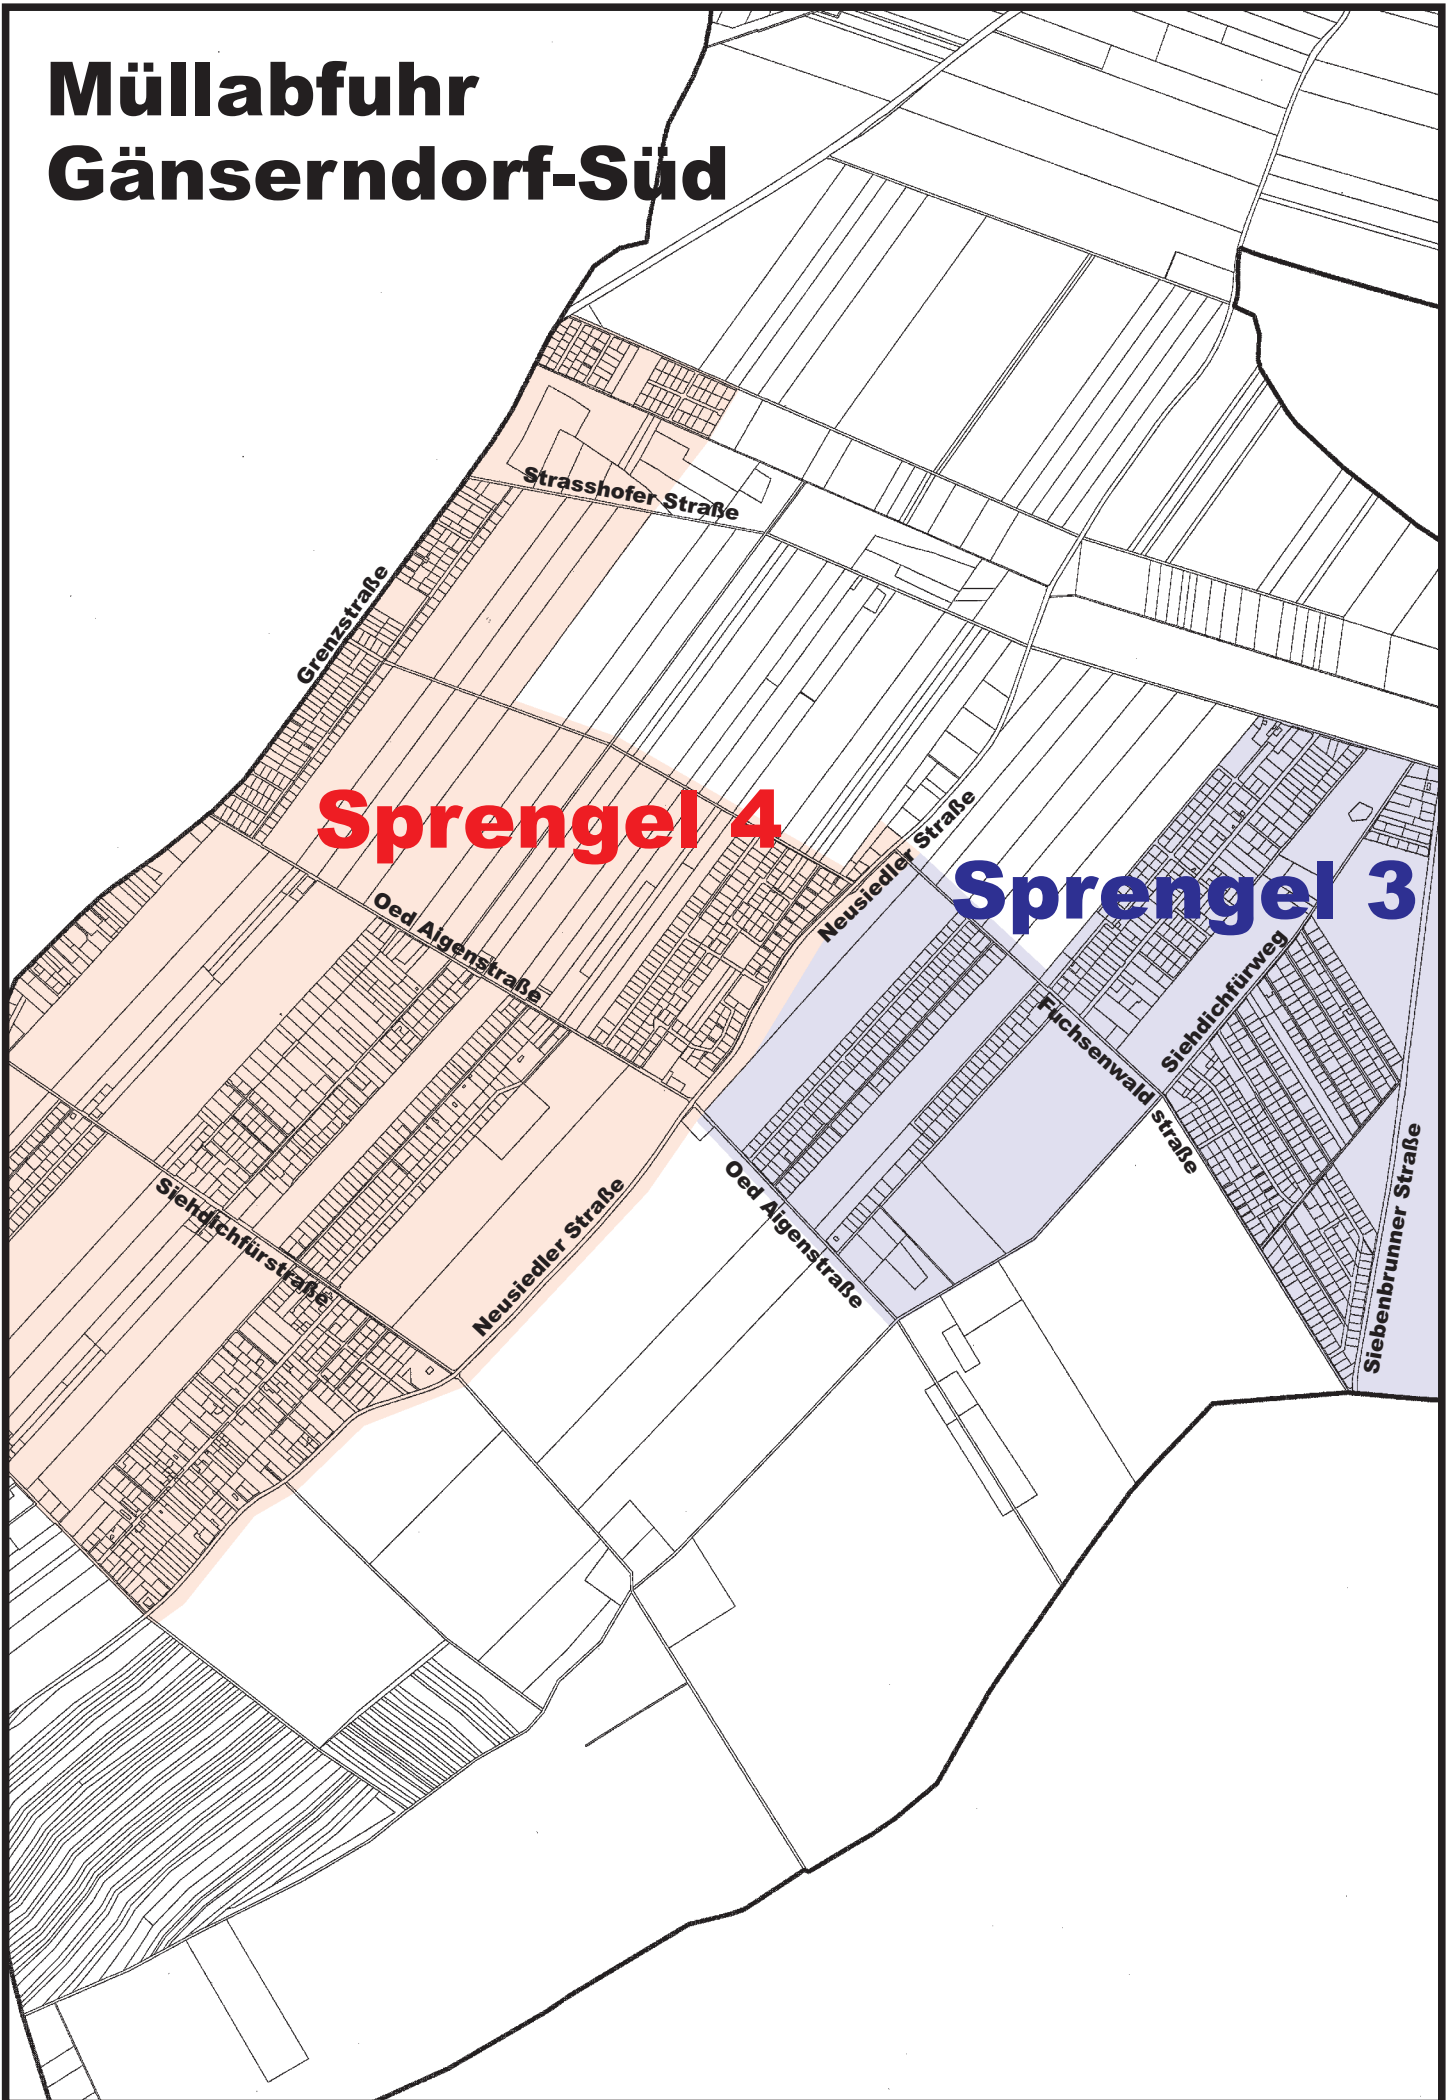 Müllabfuhr
Gänserndorf-Süd
Strasshofer Straße
Grenzstraße
Sprengel 4
Neusiedler Straße
Sprengel 3
Oed Aigenstraße
Siehdichfürweg
Fuchsenwald straße
Siehdichfürstraße
Neusiedler Straße
Oed Aigenstraße
Siebenbrunner Straße